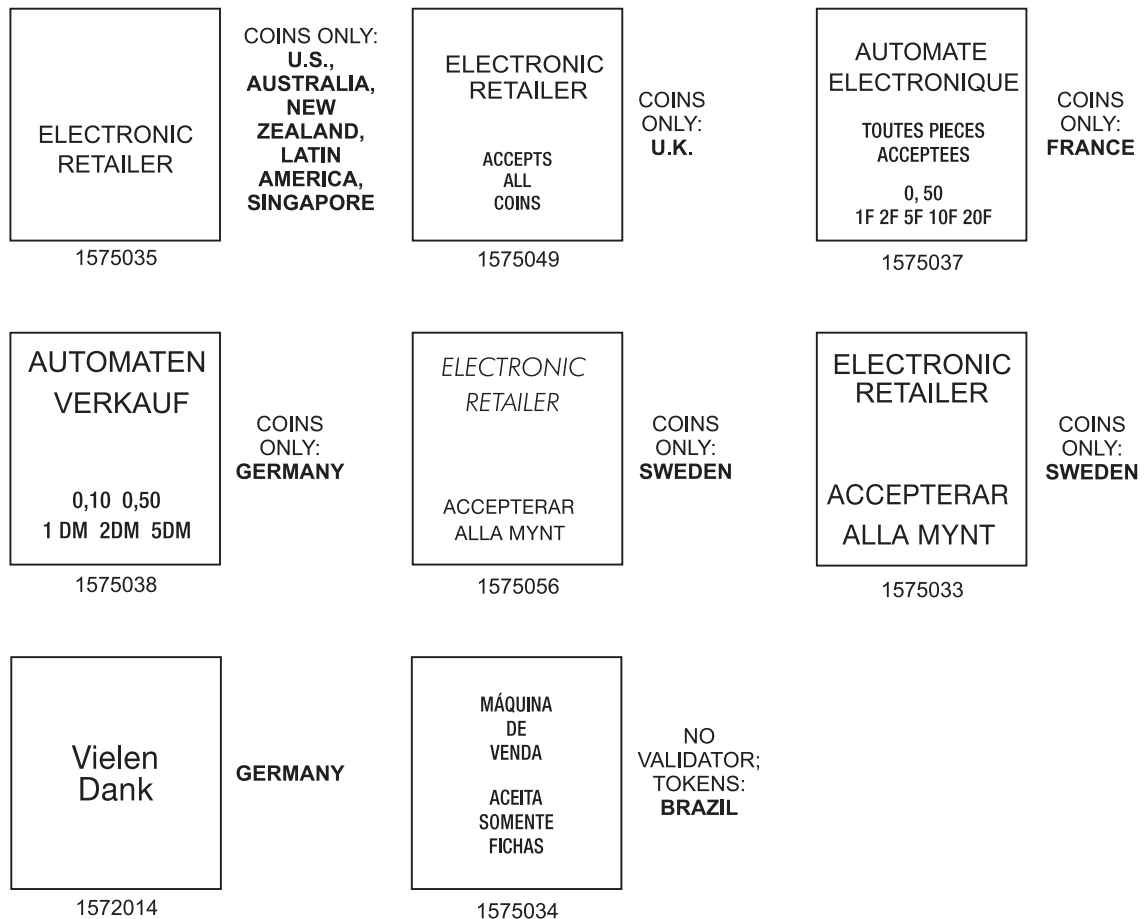 ELECTRONIC
RETAILER
1575035
COINS ONLY:
U.S.,
AUSTRALIA,
NEW
ZEALAND,
LATIN
AMERICA,
SINGAPORE
ELECTRONIC
RETAILER
ACCEPTS
ALL
COINS
1575049
COINS
ONLY:
U.K.
AUTOMATE
ELECTRONIQUE
TOUTES PIECES
ACCEPTEES
0, 50
1F 2F 5F 10F 20F
1575037
COINS
ONLY:
FRANCE
AUTOMATEN
VERKAUF
0,10 0,50
1 DM 2DM 5DM
1575038
COINS
ONLY:
GERMANY
ELECTRONIC
RETAILER
ACCEPTERAR
ALLA MYNT
1575056
COINS
ONLY:
SWEDEN
ELECTRONIC
RETAILER
ACCEPTERAR
ALLA MYNT
1575033
COINS
ONLY:
SWEDEN
Vielen
Dank
1572014
GERMANY
MÁQUINA
DE
VENDA
ACEITA
SOMENTE
FICHAS
1575034
NO
VALIDATOR;
TOKENS:
BRAZIL